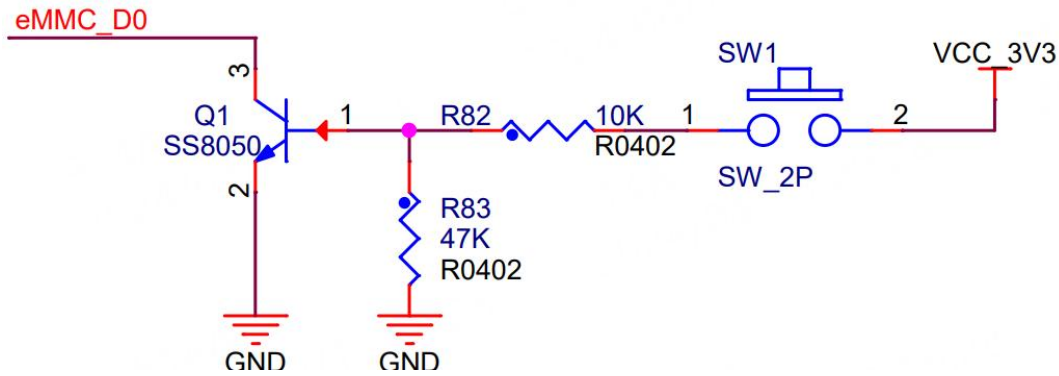 eMMC_D0
3
Q1
SS8050
1
2
GND
R82
10K
R0402
R83
47K
R0402
GND
SW1
1
2
SW_2P
VCC_3V3